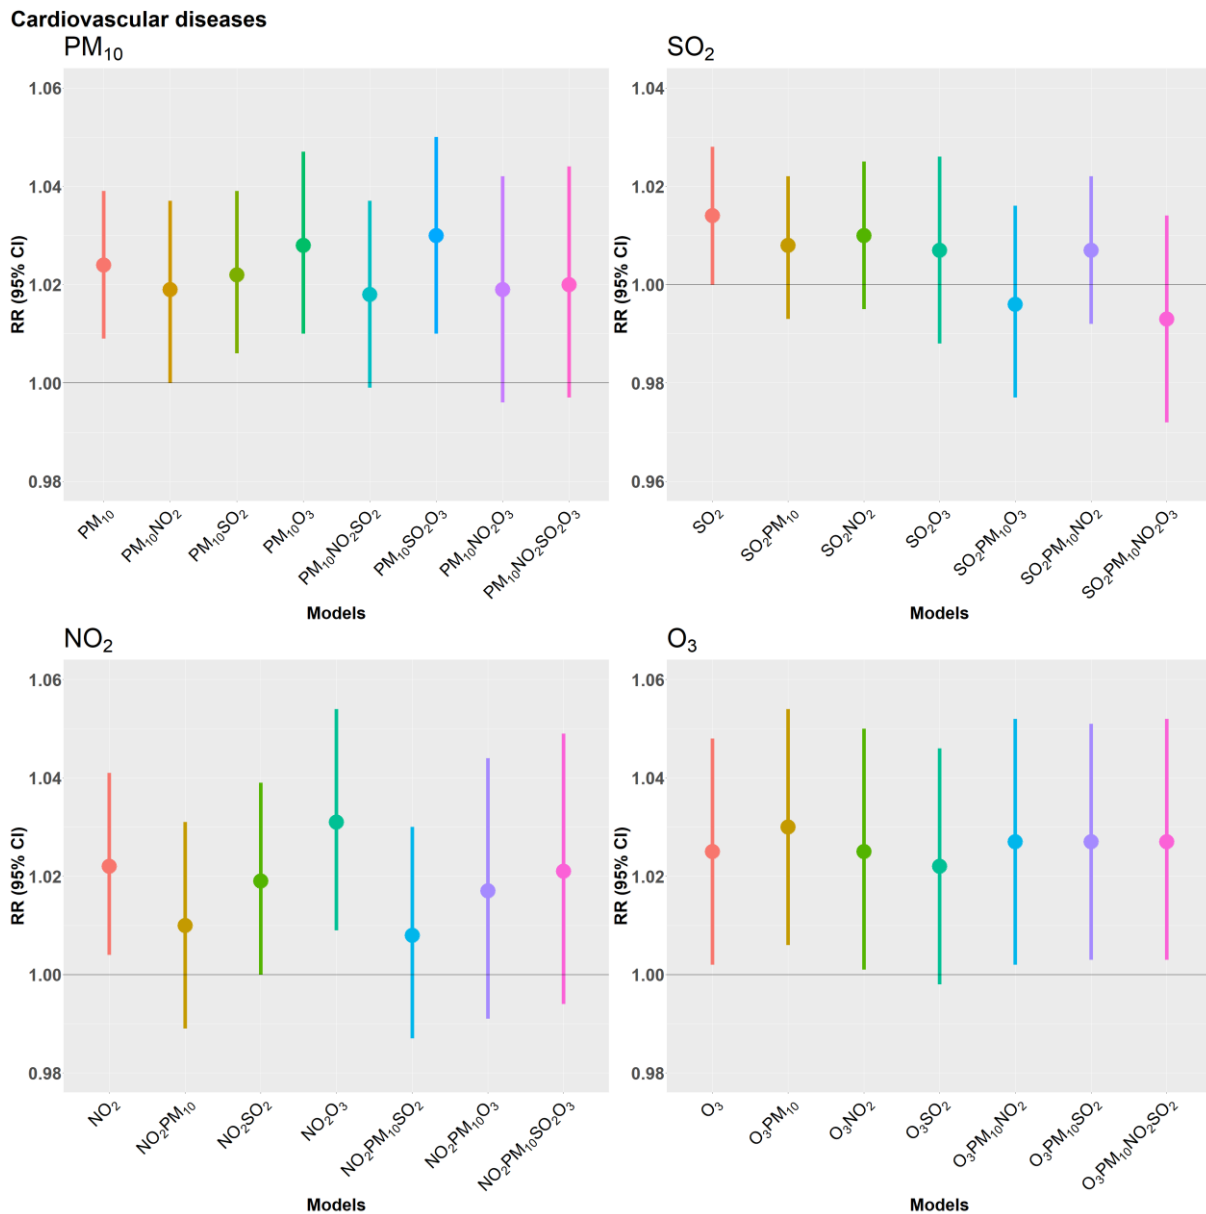 Cardiovascular diseases
PM₁₀
1.06
1.04
1.02
1.00
0.98
RR (95% CI)
PM₁₀
PM₁₀NO₂
PM₁₀SO₂
PM₁₀O₃
PM₁₀NO₂SO₂
PM₁₀SO₂O₃
PM₁₀NO₂O₃
PM₁₀NO₂SO₂O₃
Models
SO₂
1.04
1.02
1.00
0.98
0.96
RR (95% CI)
SO₂
SO₂PM₁₀
SO₂NO₂
SO₂O₃
SO₂PM₁₀O₃
SO₂PM₁₀NO₂
SO₂PM₁₀NO₂O₃
Models
NO₂
1.06
1.04
1.02
1.00
0.98
RR (95% CI)
NO₂
NO₂PM₁₀
NO₂SO₂
NO₂O₃
NO₂PM₁₀SO₂
NO₂PM₁₀O₃
NO₂PM₁₀SO₂O₃
Models
O₃
1.06
1.04
1.02
1.00
0.98
RR (95% CI)
O₃
O₃PM₁₀
O₃NO₂
O₃SO₂
O₃PM₁₀NO₂
O₃PM₁₀SO₂
O₃PM₁₀NO₂SO₂
Models